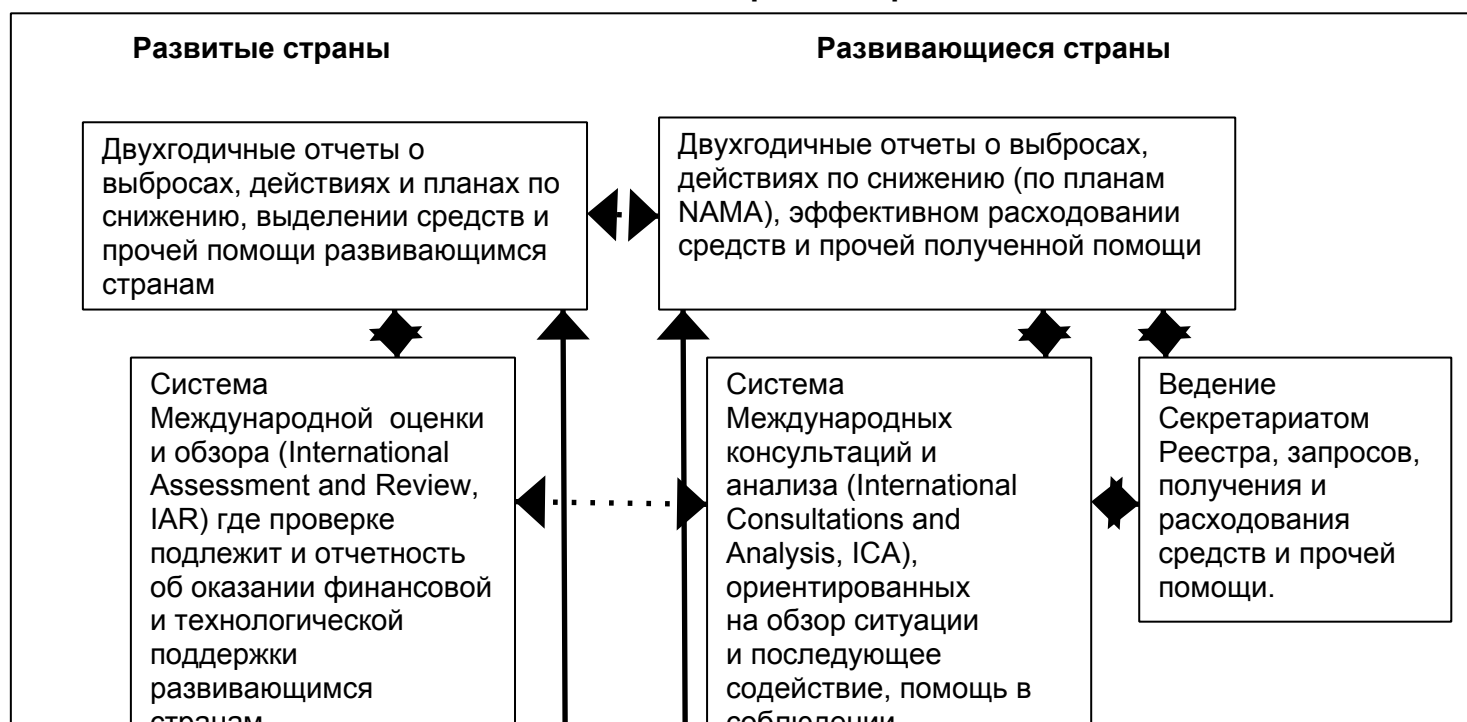 Развитые страны
Развивающиеся страны
Двухгодичные отчеты о
выбросах, действиях и планах по
снижению, выделении средств и
прочей помощи развивающимся
странам
Двухгодичные отчеты о выбросах,
действиях по снижению (по планам
NAMA), эффективном расходовании
средств и прочей полученной помощи
Система
Международной оценки
и обзора (International
Assessment and Review,
IAR) где проверке
подлежит и отчетность
об оказании финансовой
и технологической
поддержки
развивающимся
странам
Система
Международных
консультаций и
анализа (International
Consultations and
Analysis, ICA),
ориентированных
на обзор ситуации
и последующее
содействие, помощь в
соблюдении
Ведение
Секретариатом
Реестра, запросов,
получения и
расходования
средств и прочей
помощи.